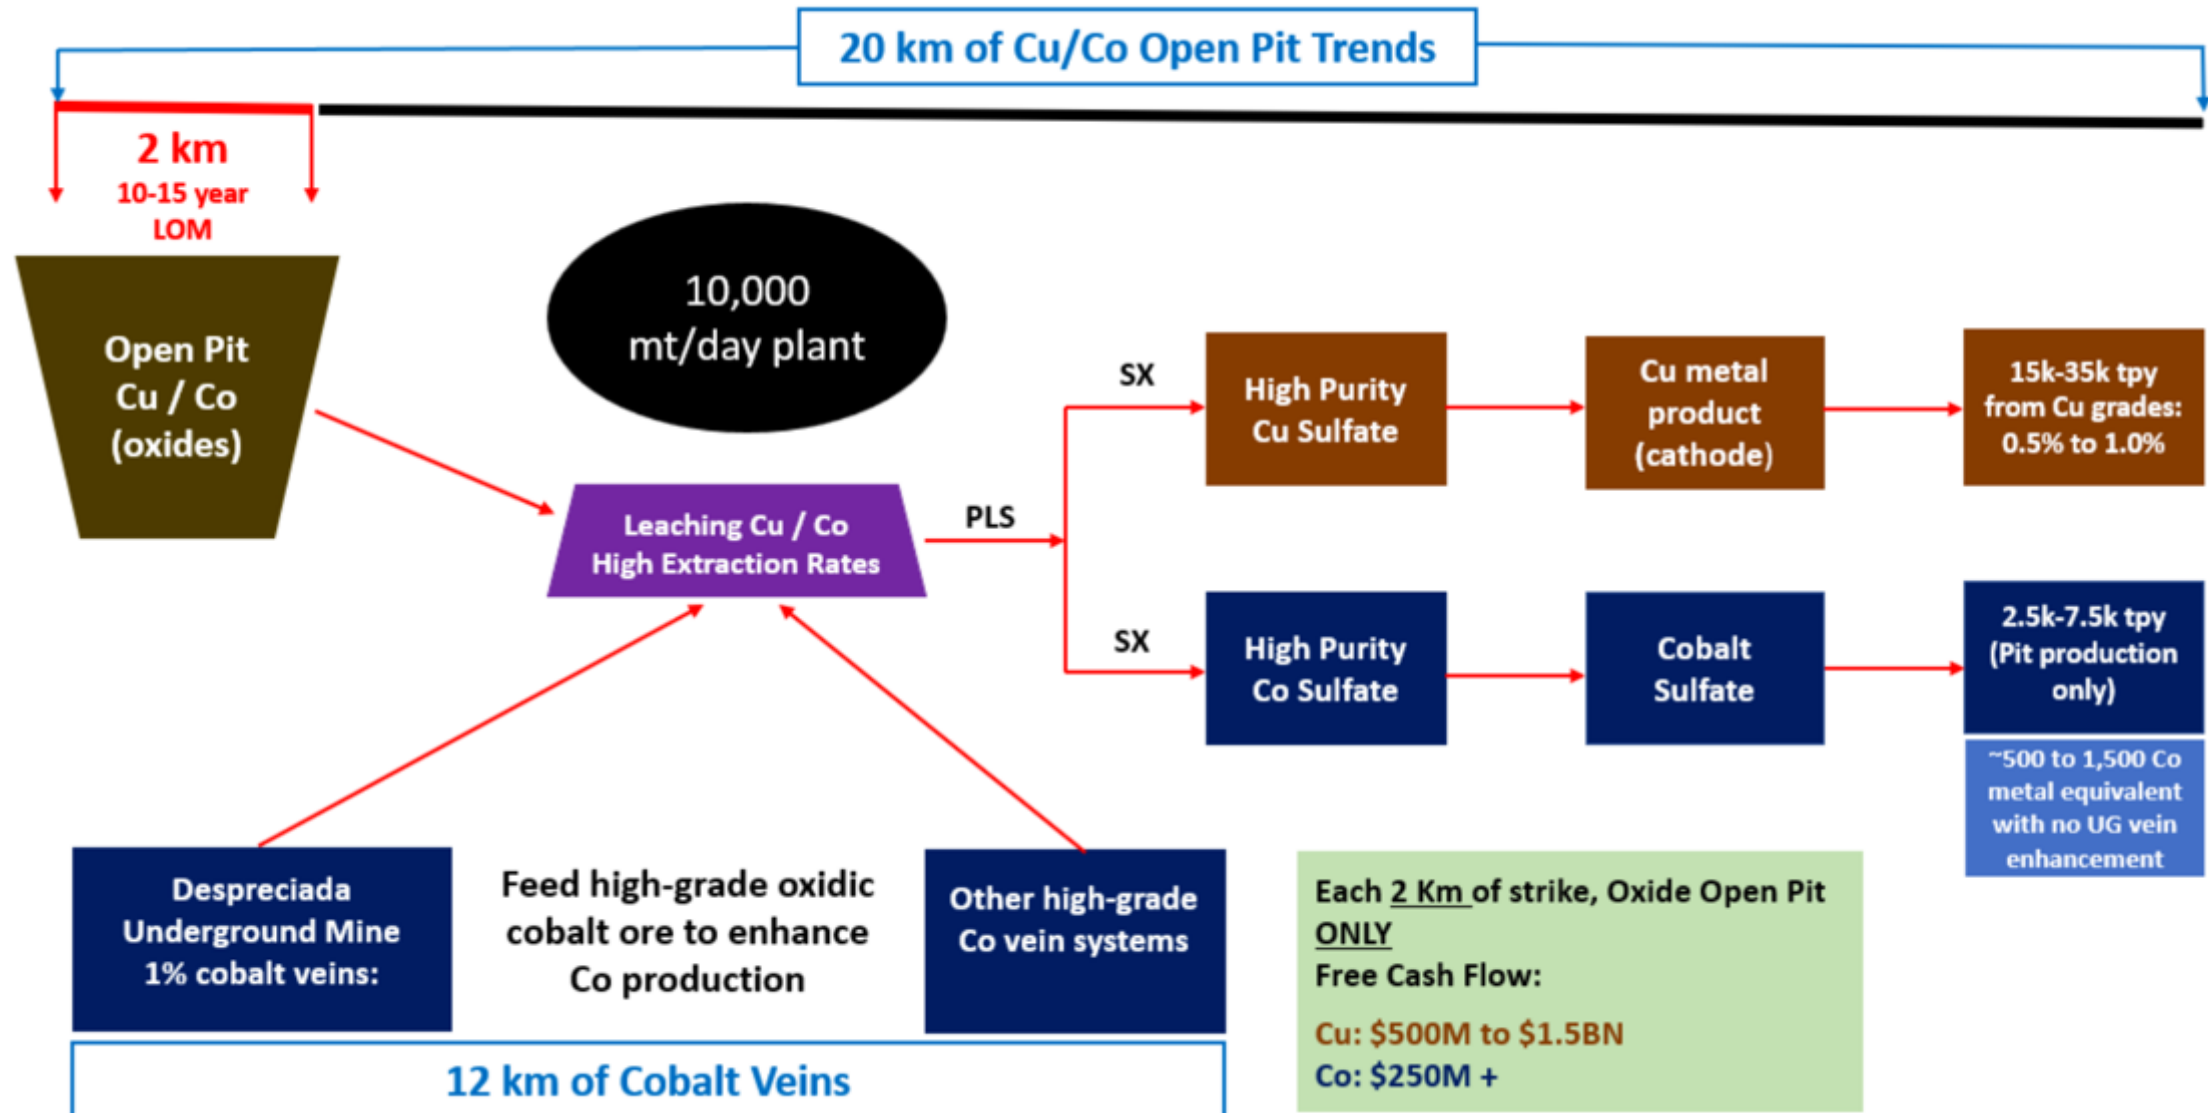 20 km of Cu/Co Open Pit Trends
2 km
10-15 year
LOM
Open Pit
Cu / Co
(oxides)
10,000
mt/day plant
Leaching Cu / Co
High Extraction Rates
PLS
SX
High Purity
Cu Sulfate
Cu metal
product
(cathode)
15k-35k tpy
from Cu grades:
0.5% to 1.0%
SX
High Purity
Co Sulfate
Cobalt
Sulfate
2.5k-7.5k tpy
(Pit production
only)
~500 to 1,500 Co
metal equivalent
with no UG vein
enhancement
Despreciada
Underground Mine
1% cobalt veins:
Feed high-grade oxidic
cobalt ore to enhance
Co production
Other high-grade
Co vein systems
12 km of Cobalt Veins
Each 2 Km of strike, Oxide Open Pit
ONLY
Free Cash Flow:
Cu: $500M to $1.5BN
Co: $250M +